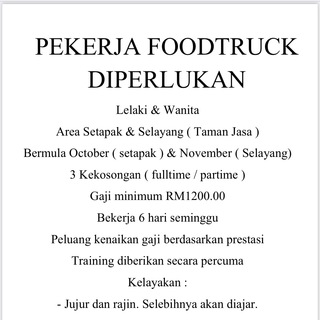 PEKERJA FOODTRUCK
DIPERLUKAN
Lelaki & Wanita
Area Setapak & Selayang ( Taman Jasa )
Bermula October ( setapak ) & November ( Selayang)
3 Kekosongan ( fulltime / partime )
Gaji minimum RM1200.00
Bekerja 6 hari seminggu
Peluang kenaikan gaji berdasarkan prestasi
Training diberikan secara percuma
Kelayakan :
- Jujur dan rajin. Selebihnya akan diajar.